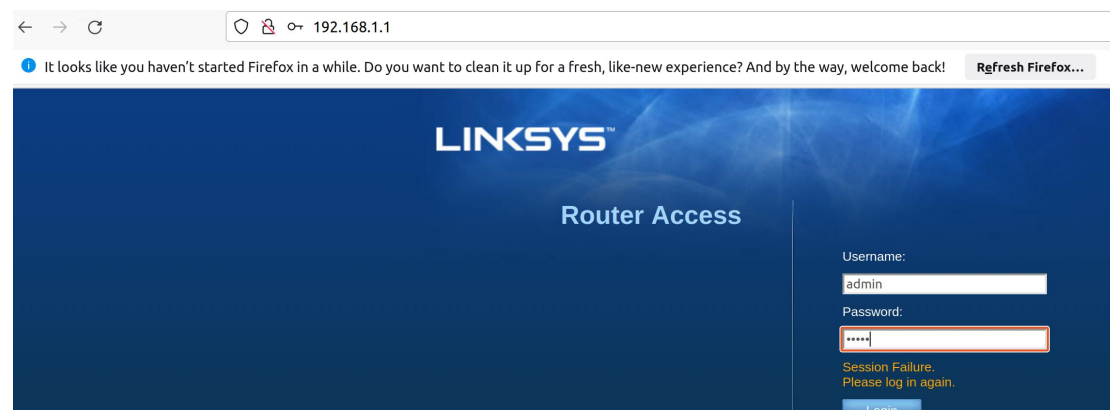 192.168.1.1
It looks like you haven't started Firefox in a while. Do you want to clean it up for a fresh, like-new experience? And by the way, welcome back! Refresh Firefox...
LINKSYS™
Router Access
Username:
admin
Password:
•••••
Session Failure.
Please log in again.
Login